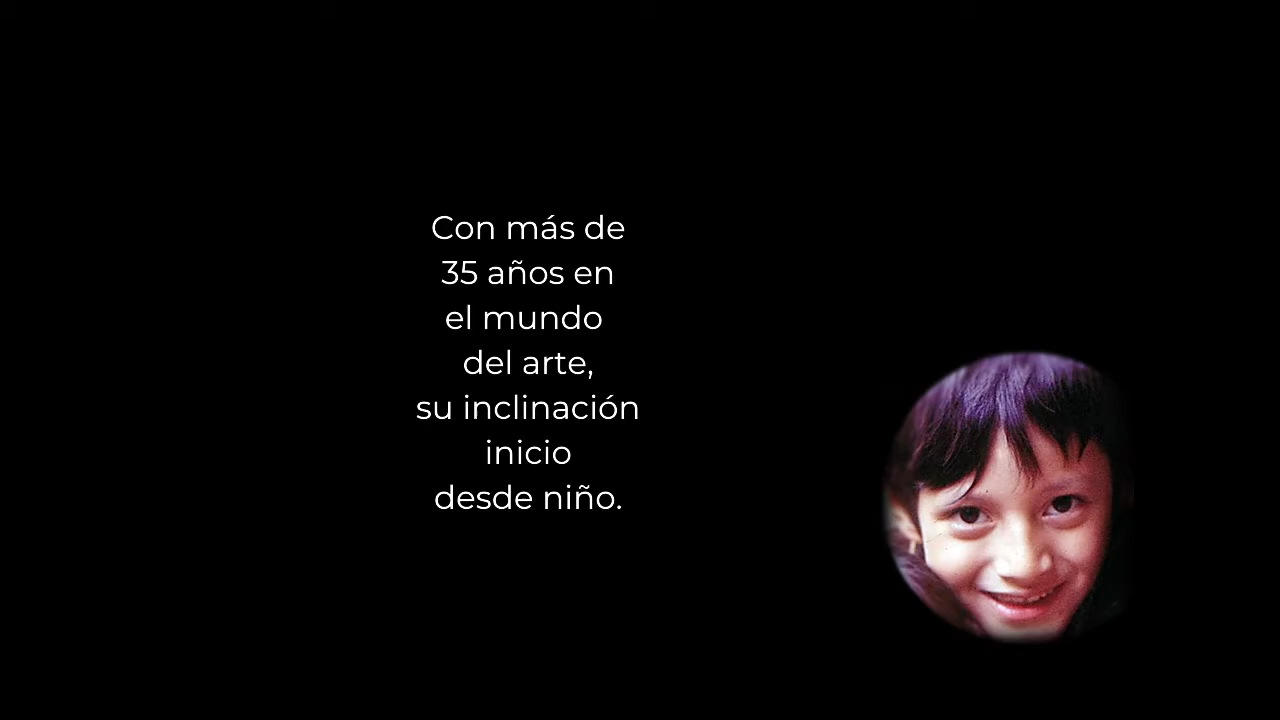 Con más de
35 años en
el mundo
del arte,
su inclinación
inicio
desde niño.